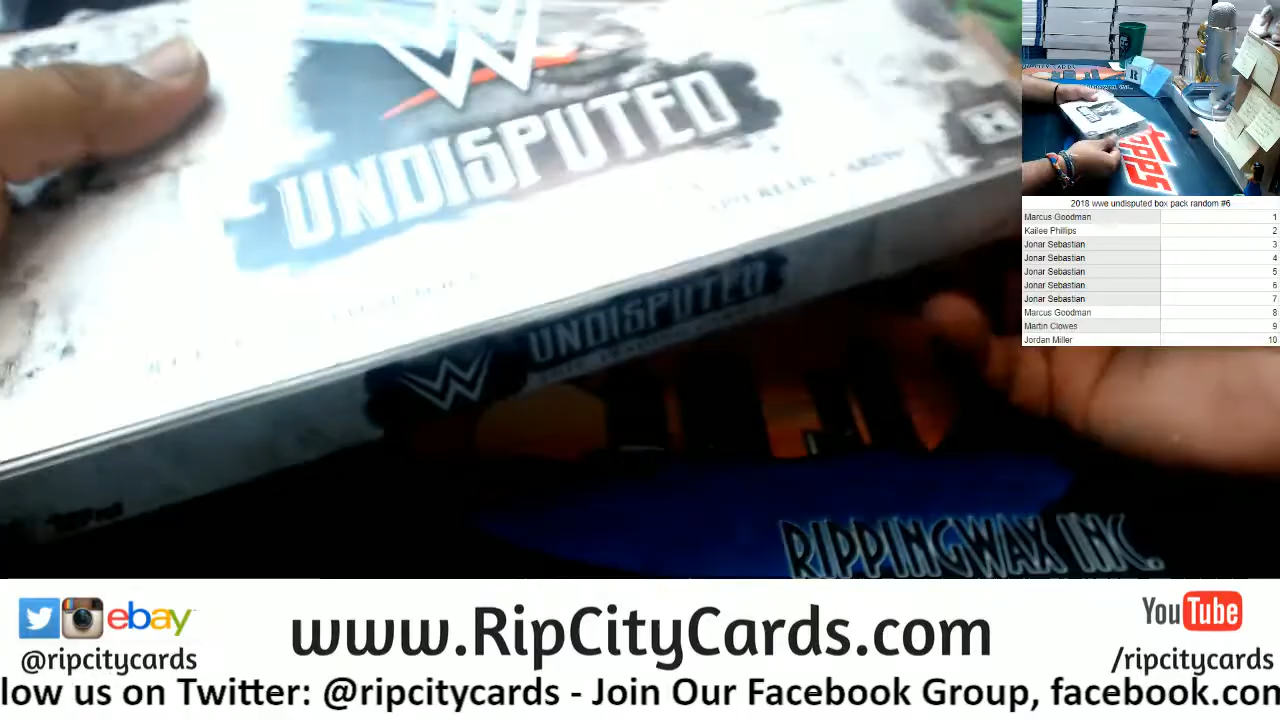 UNDISPUTED
UNDISPUTED
RIPPINGWAX INC.
topps
2018 wwe undisputed box pack random #6
Marcus Goodman 1
Kailee Phillips 2
Jonar Sebastian 3
Jonar Sebastian 4
Jonar Sebastian 5
Jonar Sebastian 6
Jonar Sebastian 7
Marcus Goodman 8
Martin Clowes 9
Jordan Miller 10
ebay
@ripcitycards
www.RipCityCards.com
YouTube
/ripcitycards
low us on Twitter: @ripcitycards - Join Our Facebook Group, facebook.con